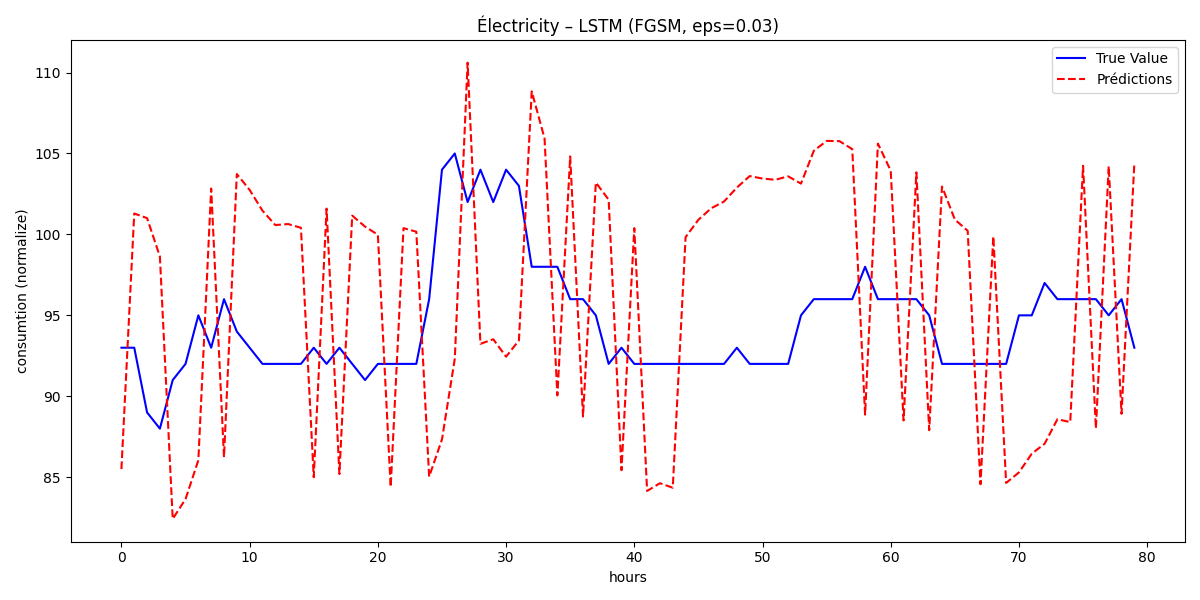 Électricity – LSTM (FGSM, eps=0.03)
True Value
Prédictions
consumtion (normalize)
110
105
100
95
90
85
0 10 20 30 40 50 60 70 80
hours